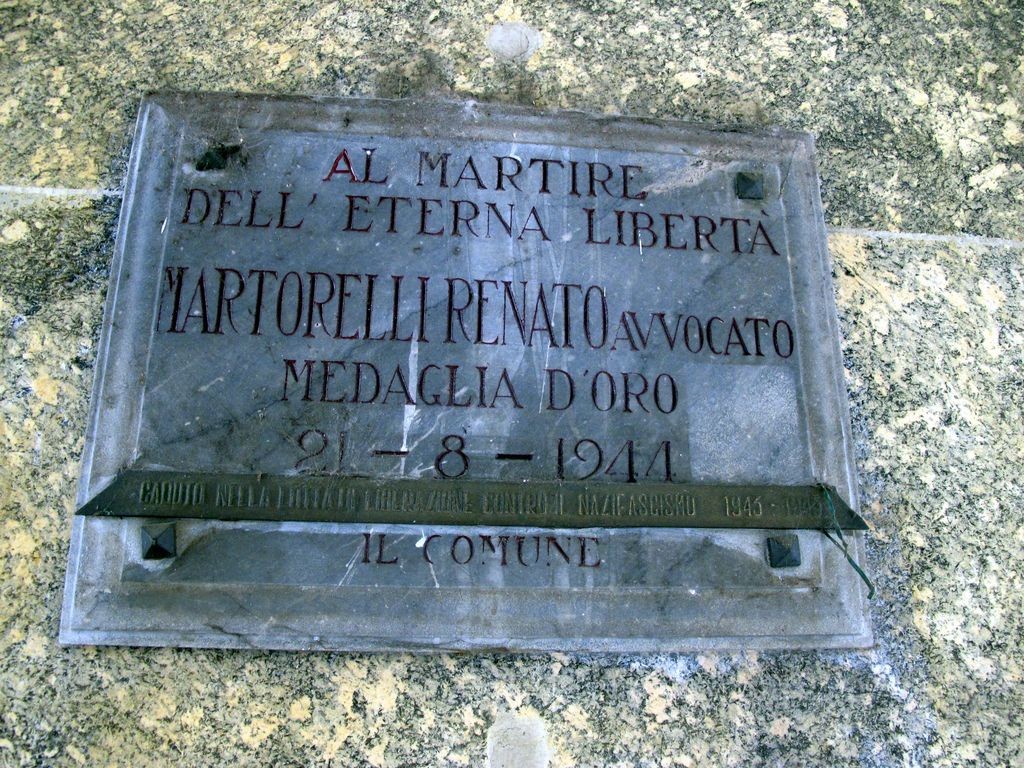 AL MARTIRE
DELL' ETERNA LIBERTÀ
MARTORELLI RENATO AVVOCATO
MEDAGLIA D'ORO
21 - 8 - 1944
CADUTO NELLA LOTTA DI LIBERAZIONE CONTRO IL NAZIFASCISMO 1943 -
IL COMUNE